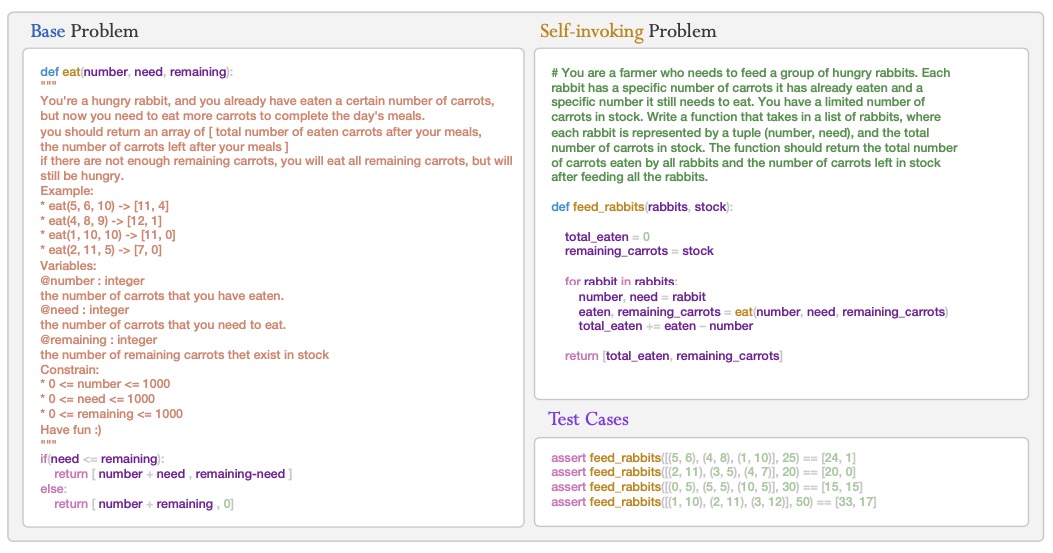 Base Problem
def eat(number, need, remaining):
"""
You're a hungry rabbit, and you already have eaten a certain number of carrots,
but now you need to eat more carrots to complete the day's meals.
you should return an array of [ total number of eaten carrots after your meals,
the number of carrots left after your meals ]
if there are not enough remaining carrots, you will eat all remaining carrots, but will
still be hungry.
Example:
* eat(5, 6, 10) -> [11, 4]
* eat(4, 8, 9) -> [12, 1]
* eat(1, 10, 10) -> [11, 0]
* eat(2, 11, 5) -> [7, 0]
Variables:
@number : integer
the number of carrots that you have eaten.
@need : integer
the number of carrots that you need to eat.
@remaining : integer
the number of remaining carrots thet exist in stock
Constrain:
* 0 <= number <= 1000
* 0 <= need <= 1000
* 0 <= remaining <= 1000
Have fun :)
"""
if(need <= remaining):
return [ number + need , remaining-need ]
else:
return [ number + remaining , 0]
Self-invoking Problem
# You are a farmer who needs to feed a group of hungry rabbits. Each
rabbit has a specific number of carrots it has already eaten and a
specific number it still needs to eat. You have a limited number of
carrots in stock. Write a function that takes in a list of rabbits, where
each rabbit is represented by a tuple (number, need), and the total
number of carrots in stock. The function should return the total number
of carrots eaten by all rabbits and the number of carrots left in stock
after feeding all the rabbits.
def feed_rabbits(rabbits, stock):
total_eaten = 0
remaining_carrots = stock
for rabbit in rabbits:
number, need = rabbit
eaten, remaining_carrots = eat(number, need, remaining_carrots)
total_eaten += eaten - number
return [total_eaten, remaining_carrots]
Test Cases
assert feed_rabbits([(5, 6), (4, 8), (1, 10)], 25) == [24, 1]
assert feed_rabbits([(2, 11), (3, 5), (4, 7)], 20) == [20, 0]
assert feed_rabbits([(0, 5), (5, 5), (10, 5)], 30) == [15, 15]
assert feed_rabbits([(1, 10), (2, 11), (3, 12)], 50) == [33, 17]